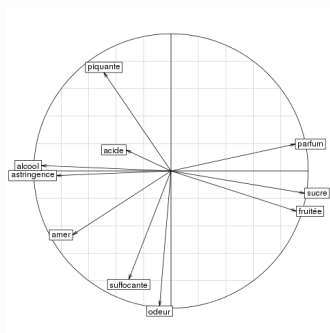 piquante
parfum
acide
alcool
astringence
sucre
fruitée
amer
suffocante
odeur